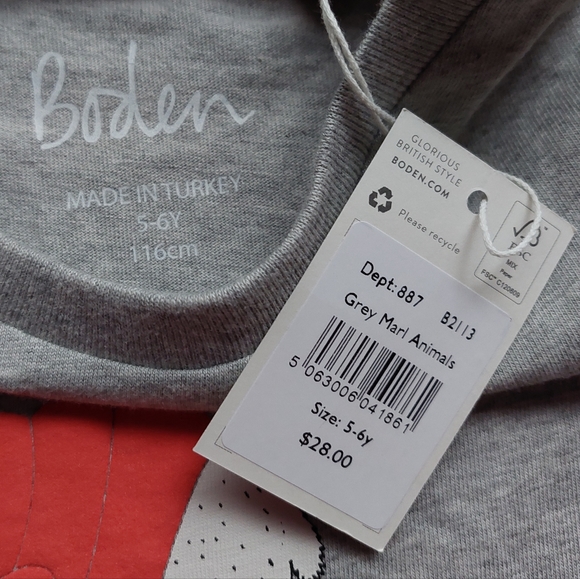 Boden
MADE IN TURKEY
5-6Y
116cm
GLORIOUS
BRITISH STYLE
BODEN.COM
Please recycle
FSC
MIX
Paper
Dept:887 B2113
Grey Marl Animals
5 063006 041861
Size: 5-6y
$28.00